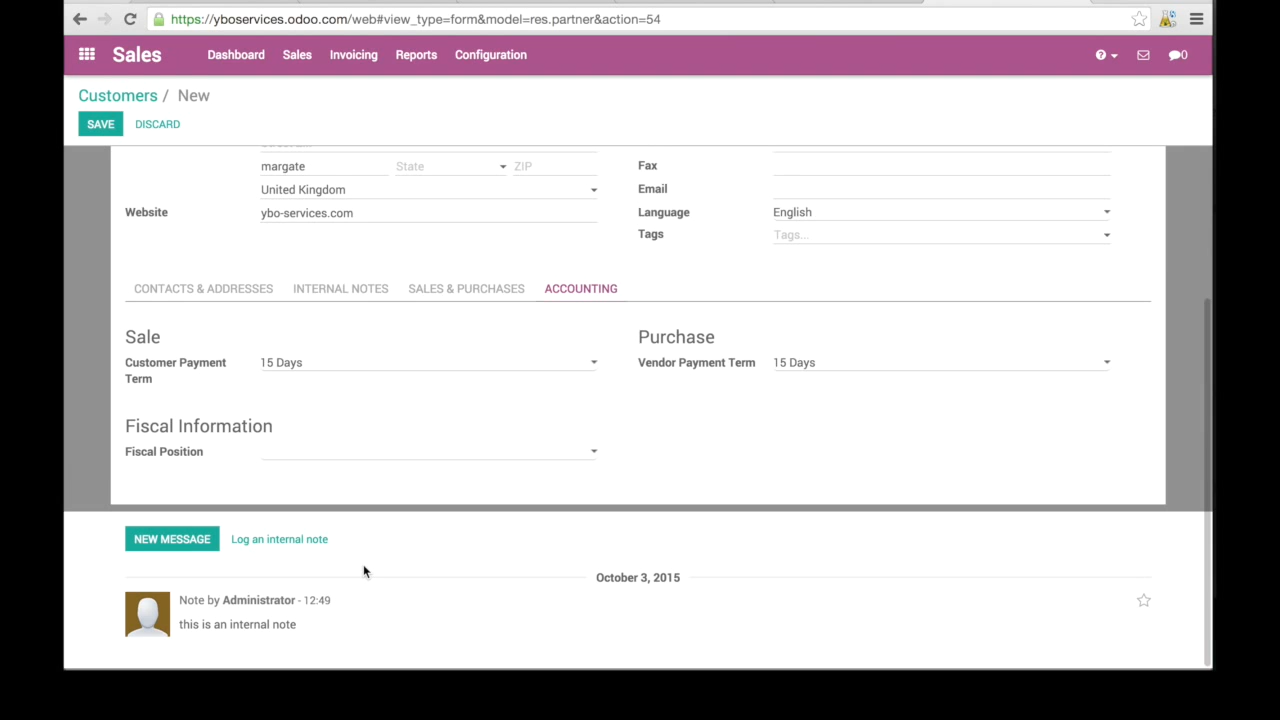 https://yboservices.odoo.com/web#view_type=form&model=res.partner&action=54
Sales Dashboard Sales Invoicing Reports Configuration 0
Customers / New
SAVE DISCARD
margate State ZIP Fax
United Kingdom Email
Website ybo-services.com Language English
Tags Tags...
CONTACTS & ADDRESSES INTERNAL NOTES SALES & PURCHASES ACCOUNTING
Sale Purchase
Customer Payment Term 15 Days Vendor Payment Term 15 Days
Fiscal Information
Fiscal Position
NEW MESSAGE Log an internal note
October 3, 2015
Note by Administrator - 12:49
this is an internal note